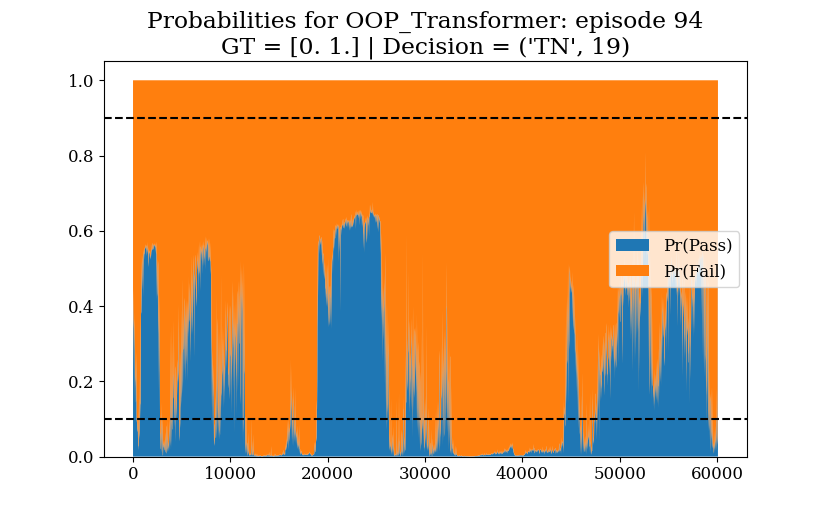 Probabilities for OOP_Transformer: episode 94
GT = [0. 1.] | Decision = ('TN', 19)
1.0
0.8
0.6
0.4
0.2
0.0
Pr(Pass)
Pr(Fail)
0 10000 20000 30000 40000 50000 60000